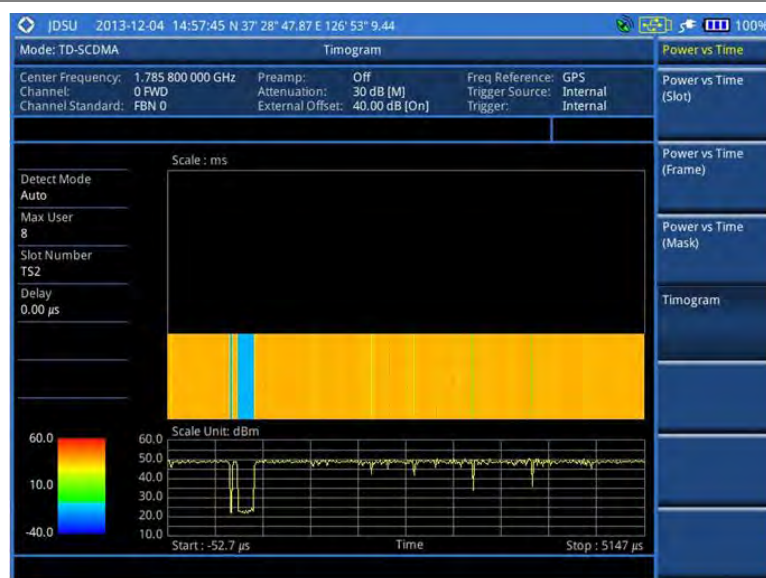 JDSU 2013-12-04 14:57:45 N 37' 28" 47.87 E 126' 53" 9.44 100%
Mode: TD-SCDMA Timogram Power vs Time
Center Frequency: 1.785 800 000 GHz Preamp: Off Freq Reference: GPS
Channel: 0 FWD Attenuation: 30 dB [M] Trigger Source: Internal
Channel Standard: FBN 0 External Offset: 40.00 dB [On] Trigger: Internal
Power vs Time
(Slot)
Scale : ms
Power vs Time
(Frame)
Detect Mode
Auto
Max User
8
Power vs Time
(Mask)
Slot Number
TS2
Delay
0.00 µs
Timogram
Scale Unit: dBm
60.0
10.0
-40.0
60.0
50.0
40.0
30.0
20.0
10.0
Start : -52.7 µs Time Stop : 5147 µs